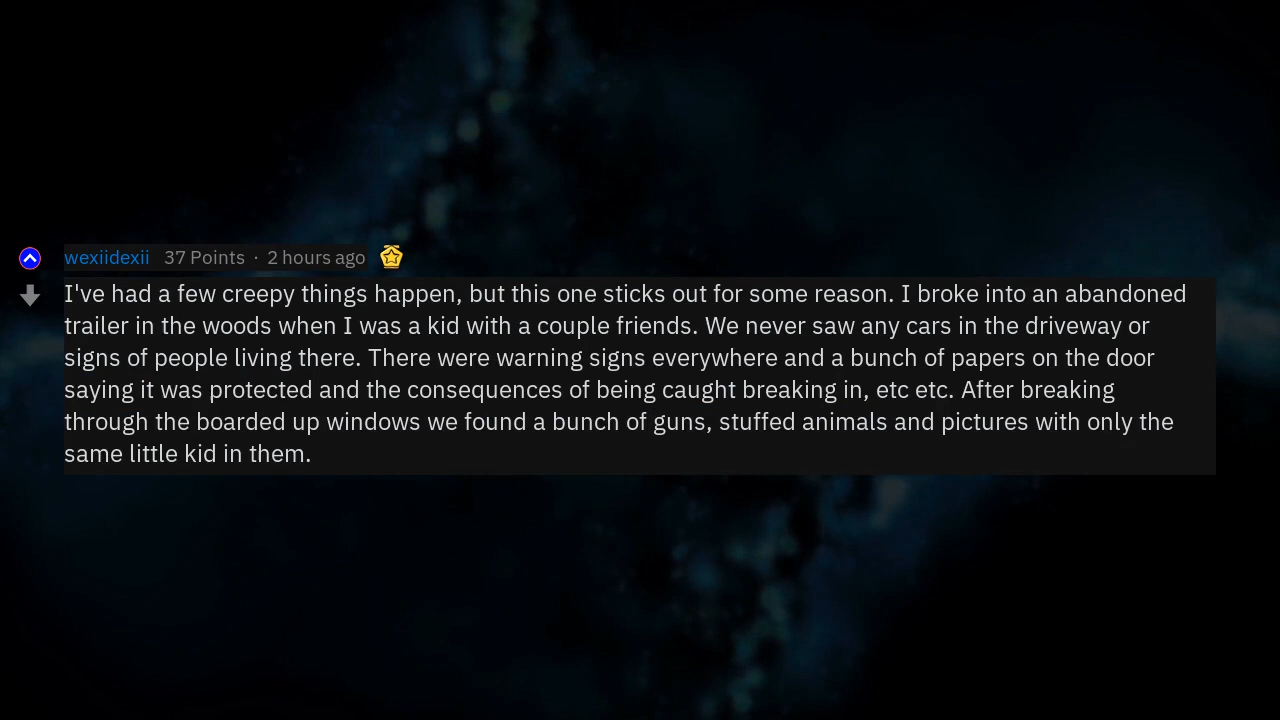 wexiidexii 37 Points · 2 hours ago
I've had a few creepy things happen, but this one sticks out for some reason. I broke into an abandoned
trailer in the woods when I was a kid with a couple friends. We never saw any cars in the driveway or
signs of people living there. There were warning signs everywhere and a bunch of papers on the door
saying it was protected and the consequences of being caught breaking in, etc etc. After breaking
through the boarded up windows we found a bunch of guns, stuffed animals and pictures with only the
same little kid in them.